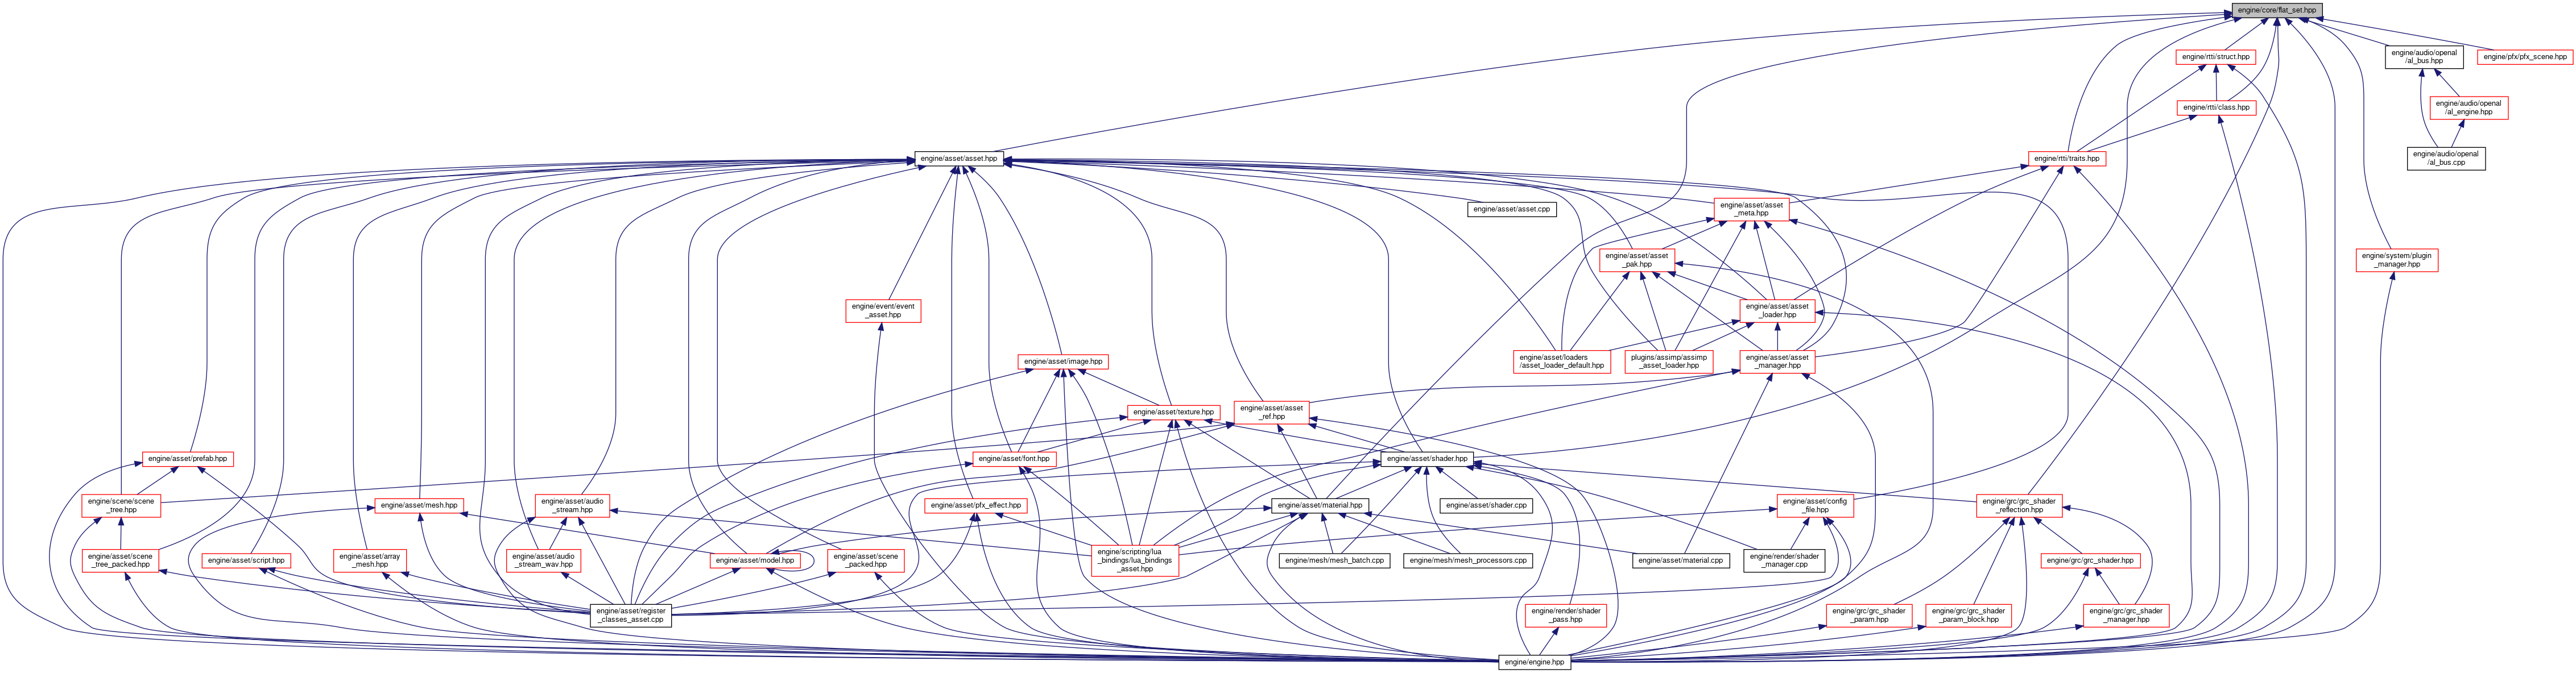 engine/core/flat_set.hpp
engine/audio/openal
/al_bus.hpp
engine/rtti/struct.hpp
engine/pfx/pfx_scene.hpp
engine/rtti/class.hpp
engine/audio/openal
/al_engine.hpp
engine/asset/asset.hpp
engine/rtti/traits.hpp
engine/audio/openal
/al_bus.cpp
engine/asset/asset.cpp
engine/asset/asset
_meta.hpp
engine/asset/asset
_pak.hpp
engine/system/plugin
_manager.hpp
engine/event/event
_asset.hpp
engine/asset/asset
_loader.hpp
engine/asset/image.hpp
engine/asset/loaders
/asset_loader_default.hpp
plugins/assimp/assimp
_asset_loader.hpp
engine/asset/asset
_manager.hpp
engine/asset/texture.hpp
engine/asset/asset
_ref.hpp
engine/asset/prefab.hpp
engine/asset/font.hpp
engine/asset/shader.hpp
engine/scene/scene
_tree.hpp
engine/asset/mesh.hpp
engine/asset/audio
_stream.hpp
engine/asset/pfx_effect.hpp
engine/asset/material.hpp
engine/asset/shader.cpp
engine/asset/config
_file.hpp
engine/grc/grc_shader
_reflection.hpp
engine/asset/scene
_tree_packed.hpp
engine/asset/script.hpp
engine/asset/array
_mesh.hpp
engine/asset/audio
_stream_wav.hpp
engine/asset/model.hpp
engine/asset/scene
_packed.hpp
engine/scripting/lua
_bindings/lua_bindings
_asset.hpp
engine/mesh/mesh_batch.cpp
engine/mesh/mesh_processors.cpp
engine/asset/material.cpp
engine/render/shader
_manager.cpp
engine/grc/grc_shader.hpp
engine/asset/register
_classes_asset.cpp
engine/render/shader
_pass.hpp
engine/grc/grc_shader
_param.hpp
engine/grc/grc_shader
_param_block.hpp
engine/grc/grc_shader
_manager.hpp
engine/engine.hpp